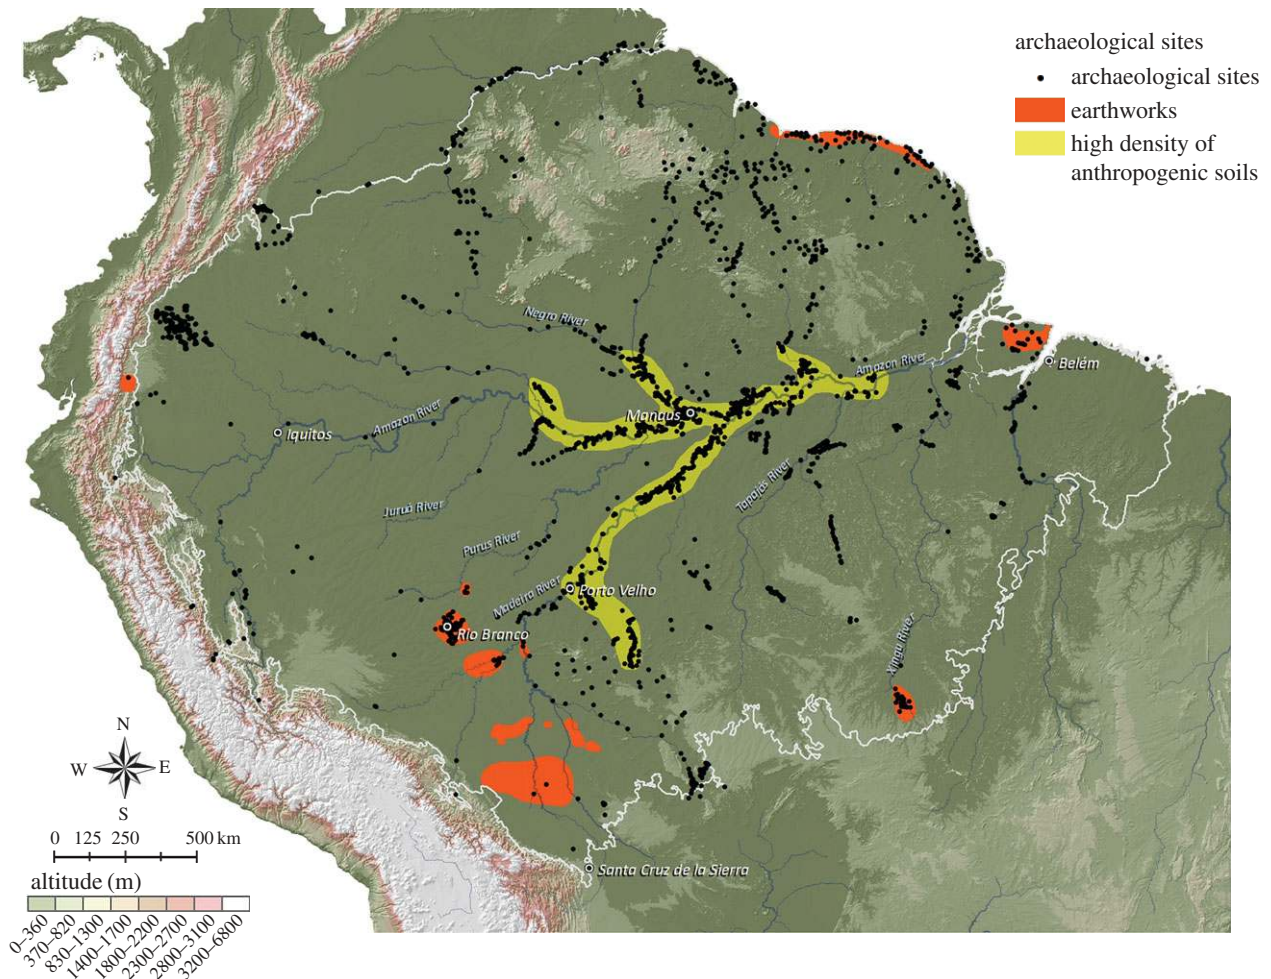 archaeological sites
archaeological sites
earthworks
high density of
anthropogenic soils
Negro River
Amazon River
Belém
Manaus
Amazon River
Iquitos
Tapajós River
Juruá River
Purus River
Madeira River
Porto Velho
Rio Branco
Xingu River
N
W
E
S
0 125 250 500 km
Santa Cruz de la Sierra
altitude (m)
0–360
370–820
830–1300
1400–1700
1800–2200
2300–2700
2800–3100
3200–6800